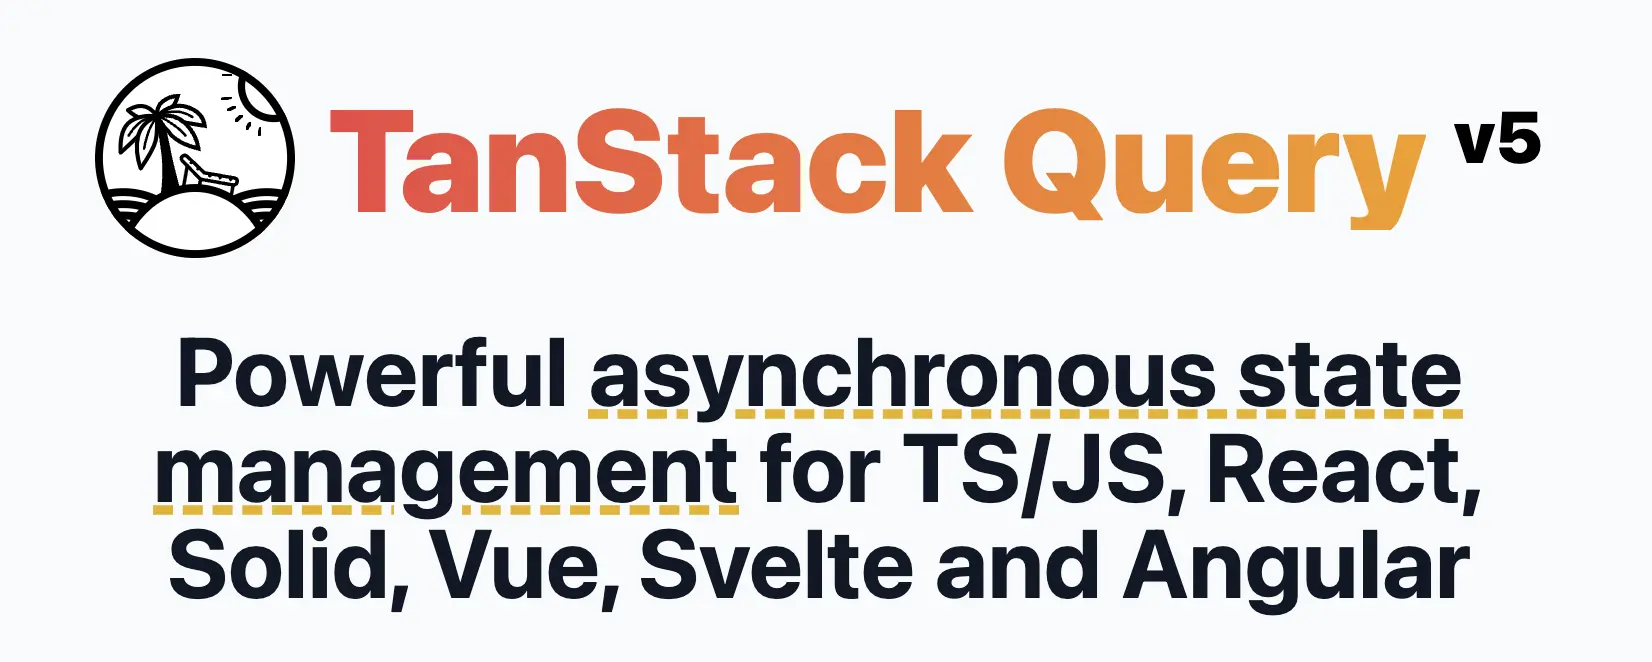 TanStack Query v5
Powerful asynchronous state
management for TS/JS, React,
Solid, Vue, Svelte and Angular